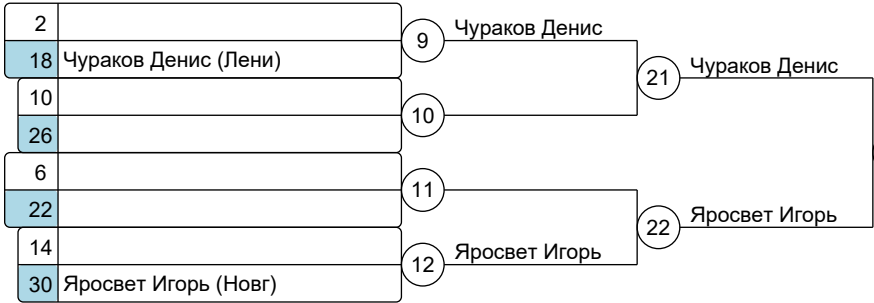 2
18 Чураков Денис (Лени)
10
26
6
22
14
30 Яросвет Игорь (Новг)
9 Чураков Денис
10
11
12 Яросвет Игорь
21 Чураков Денис
22 Яросвет Игорь